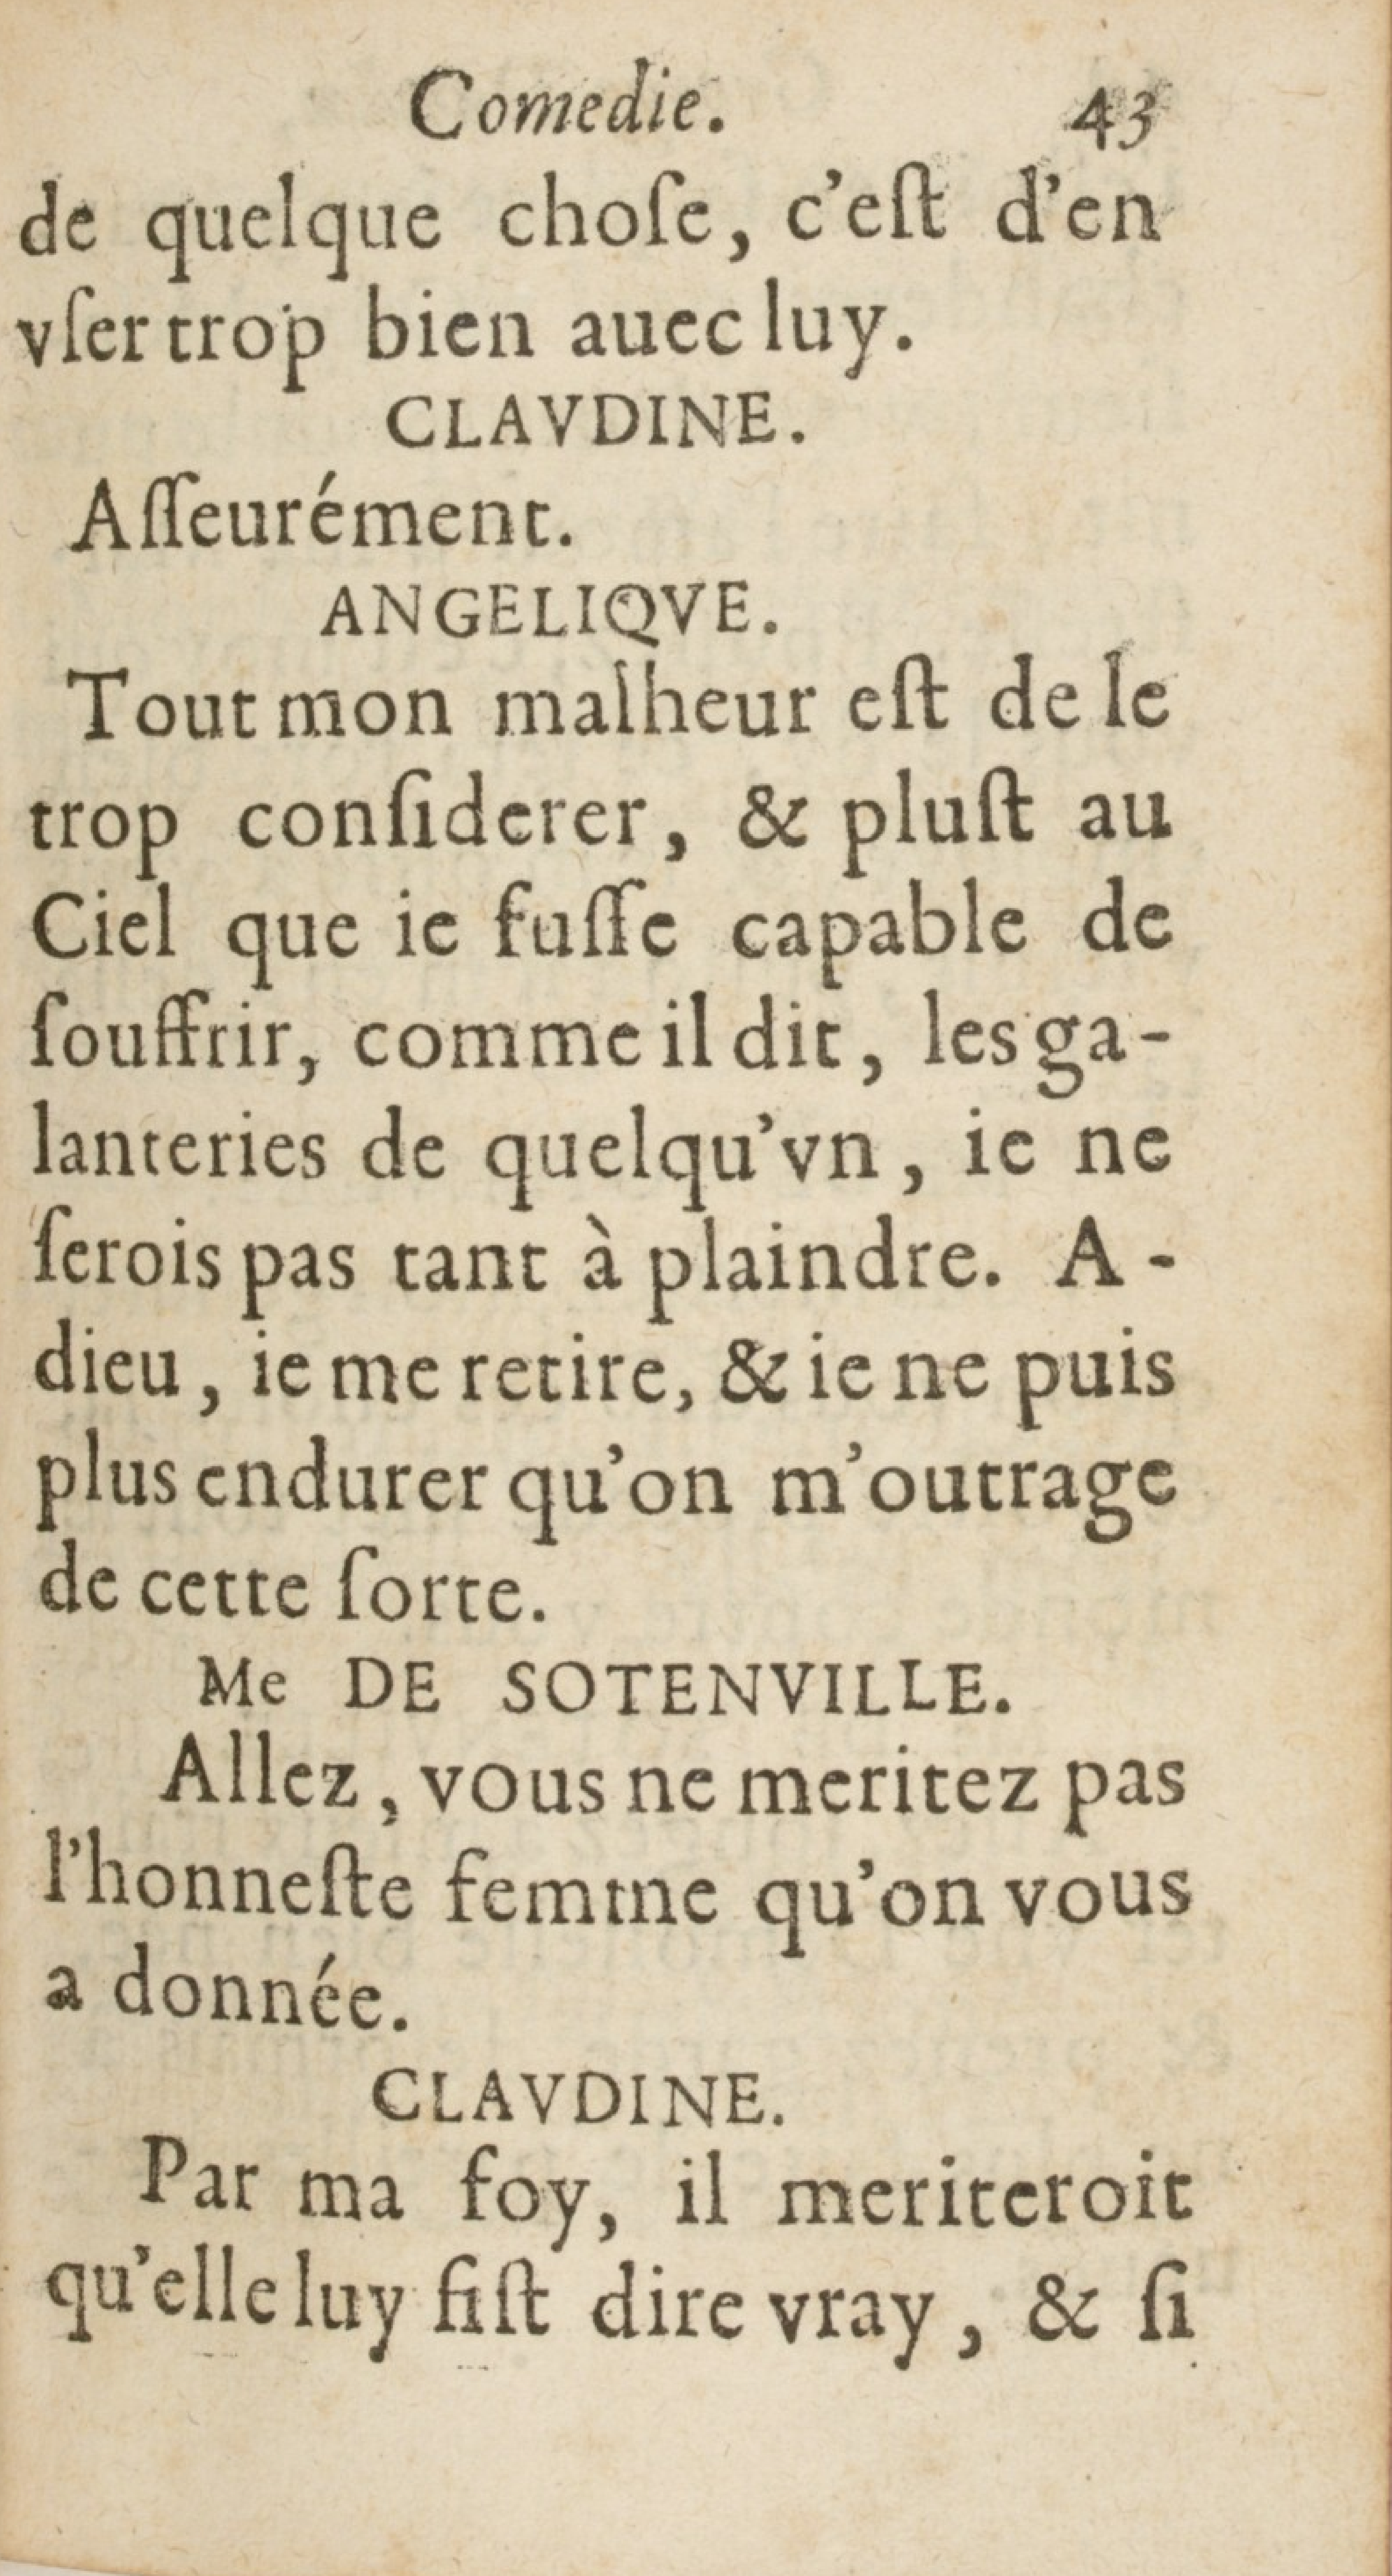 Comedie. 43
de quelque choſe, c'eſt d'en
vſer trop bien auec luy.
CLAVDINE.
Aſſeurément.
ANGELIQVE.
Tout mon malheur eſt de le
trop conſiderer, & pluſt au
Ciel que ie fuſſe capable de
ſouffrir, comme il dit, les ga-
lanteries de quelqu'vn, ie ne
ſerois pas tant à plaindre. A-
dieu, ie me retire, & ie ne puis
plus endurer qu'on m'outrage
de cette ſorte.
Me DE SOTENVILLE.
Allez, vous ne meritez pas
l'honneſte femme qu'on vous
a donnée.
CLAVDINE.
Par ma foy, il meriteroit
qu'elle luy fiſt dire vray, & ſi